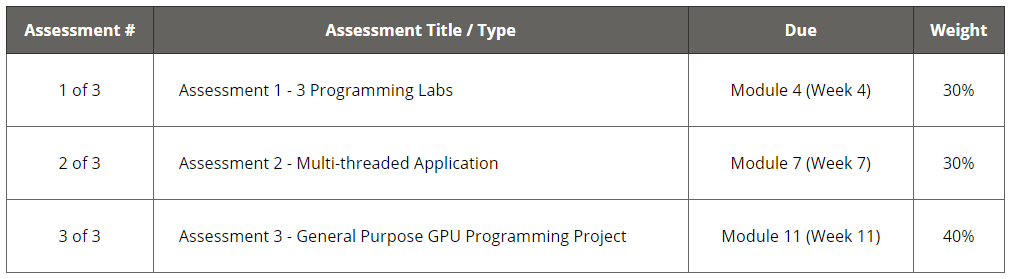 Assessment # Assessment Title / Type Due Weight
1 of 3 Assessment 1 - 3 Programming Labs Module 4 (Week 4) 30%
2 of 3 Assessment 2 - Multi-threaded Application Module 7 (Week 7) 30%
3 of 3 Assessment 3 - General Purpose GPU Programming Project Module 11 (Week 11) 40%